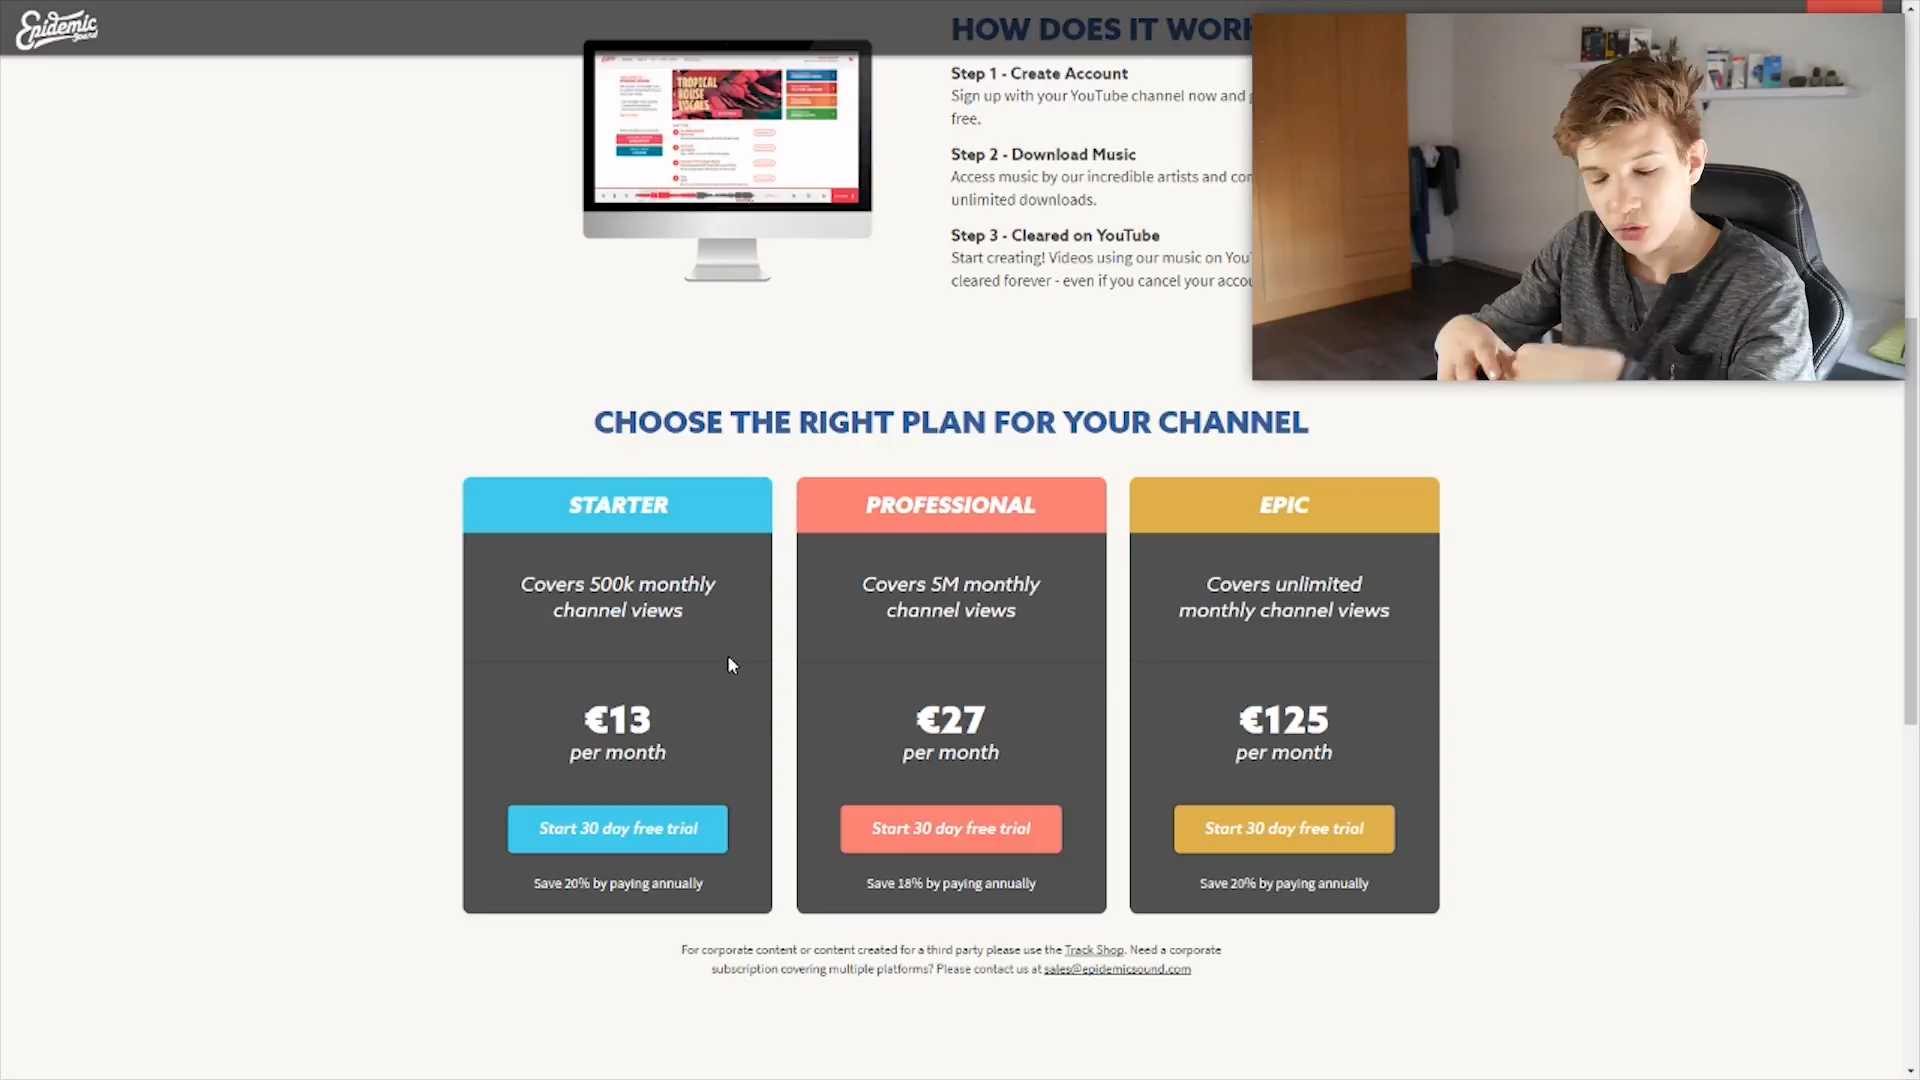 Epidemic
Sound
HOW DOES IT WORK
Step 1 - Create Account
Sign up with your YouTube channel now and
free.
Step 2 - Download Music
Access music by our incredible artists and
unlimited downloads.
Step 3 - Cleared on YouTube
Start creating! Videos using our music on
cleared forever - even if you cancel your
TROPICAL
HOUSE
VOCALS
CHOOSE THE RIGHT PLAN FOR YOUR CHANNEL
STARTER
Covers 500k monthly
channel views
€13
per month
Start 30 day free trial
Save 20% by paying annually
PROFESSIONAL
Covers 5M monthly
channel views
€27
per month
Start 30 day free trial
Save 18% by paying annually
EPIC
Covers unlimited
monthly channel views
€125
per month
Start 30 day free trial
Save 20% by paying annually
For corporate content or content created for a third party please use the Track Shop. Need a corporate
subscription covering multiple platforms? Please contact us at sales@epidemicsound.com